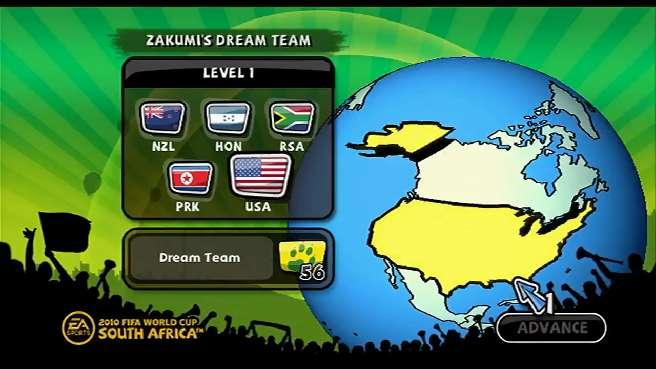 ZAKUMI'S DREAM TEAM
LEVEL 1
NZL HON RSA
PRK USA
Dream Team
56
1
ADVANCE
EA
SPORTS
2010 FIFA WORLD CUP
SOUTH AFRICA™